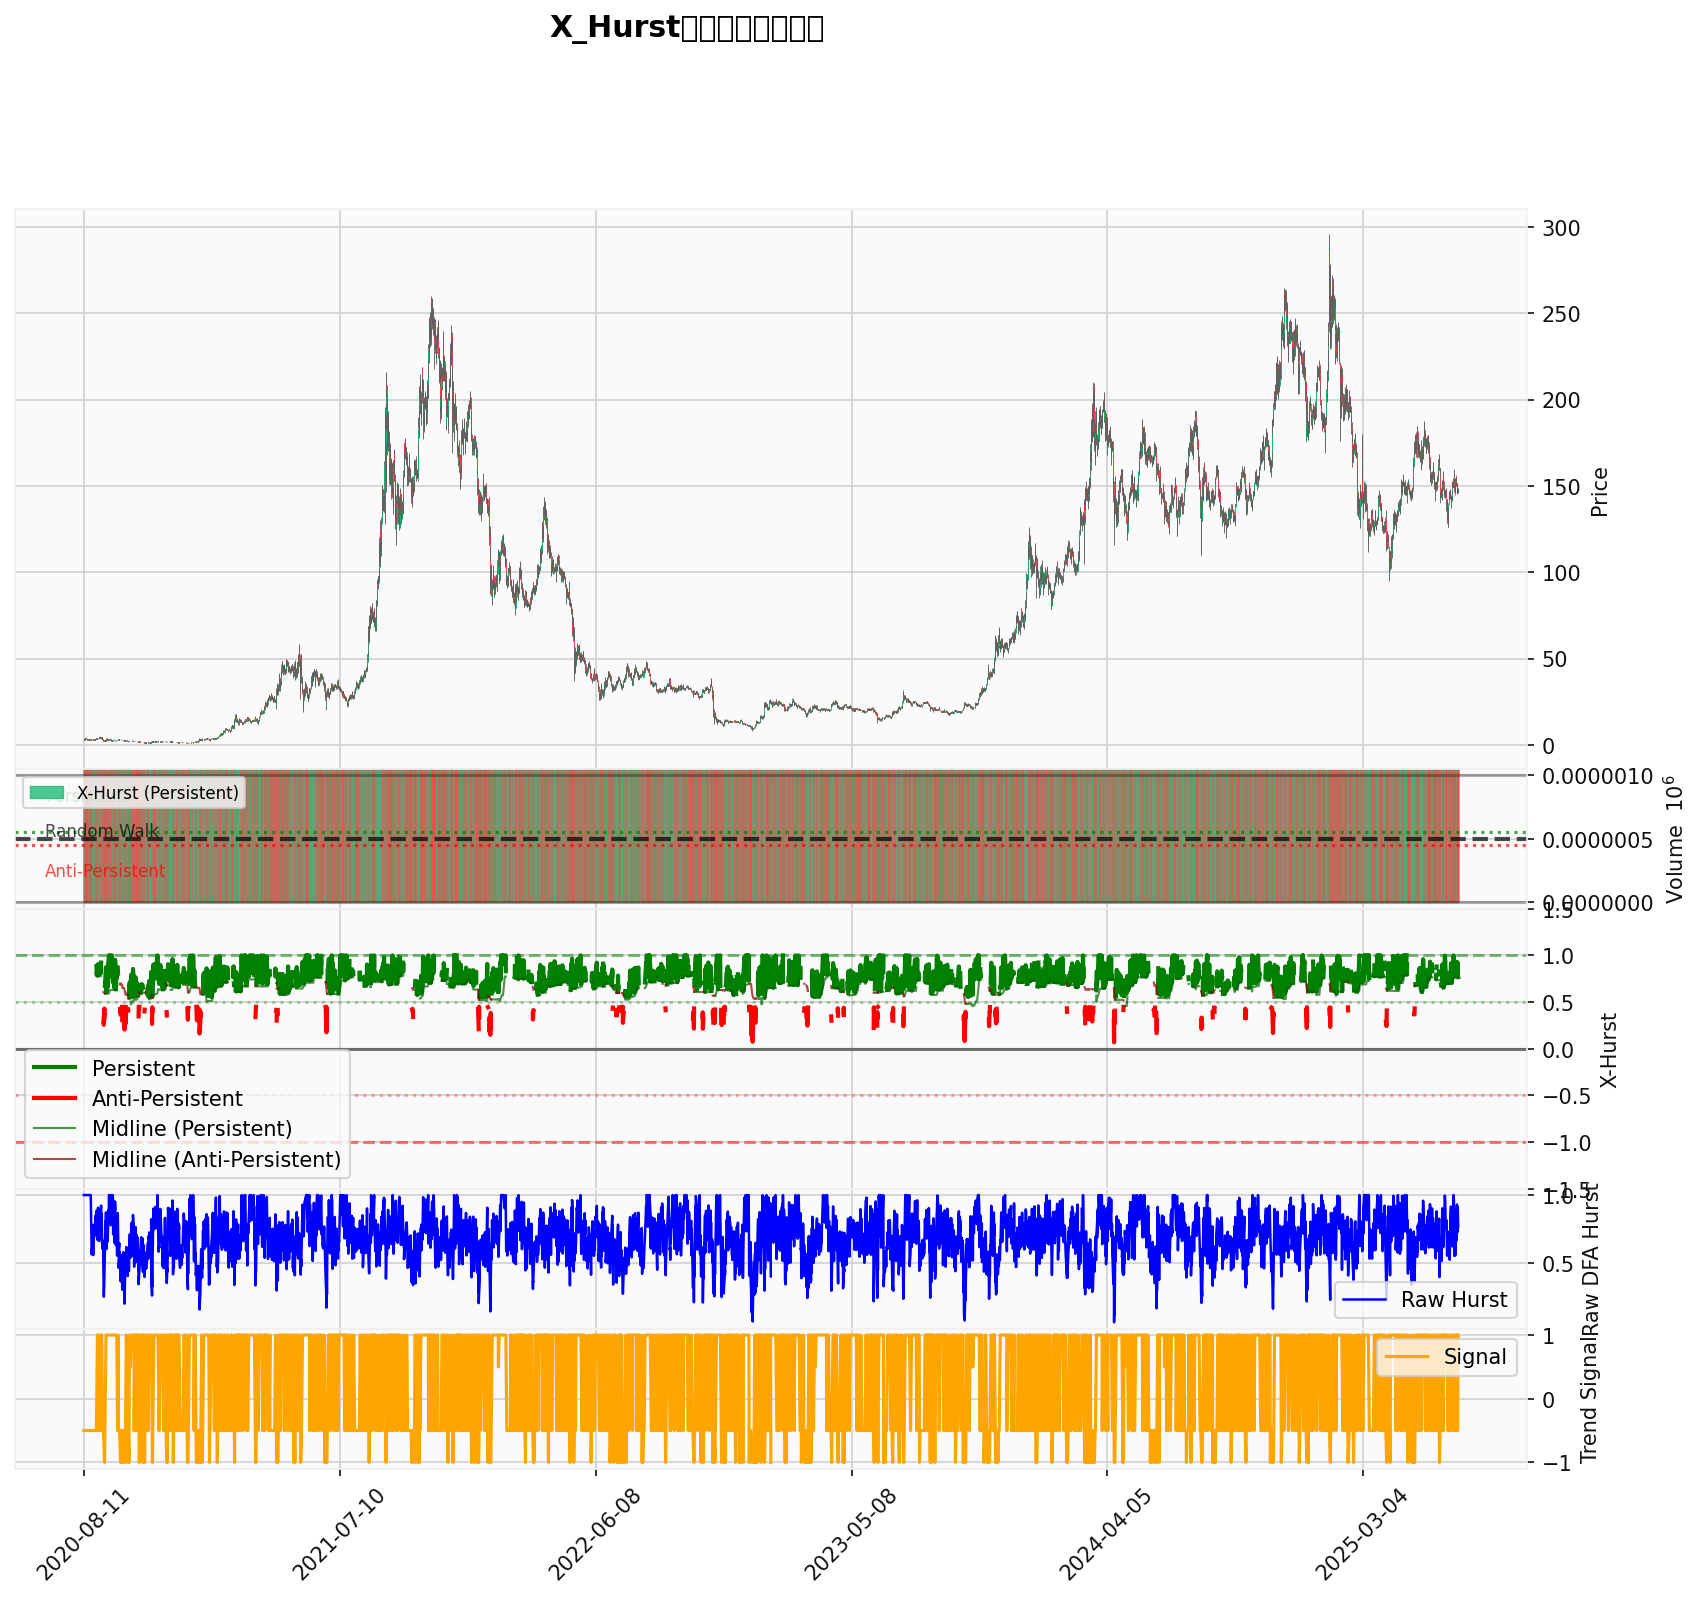 X_Hurst
300
250
200
150
100
50
0
Price
X-Hurst (Persistent)
Random Walk
Anti-Persistent
0.0000010
0.0000005
0.0000000
Volume 10⁶
1.5
1.0
0.5
0.0
−0.5
−1.0
−1.5
X-Hurst
Persistent
Anti-Persistent
Midline (Persistent)
Midline (Anti-Persistent)
1.0
0.5
Raw DFA Hurst
Raw Hurst
1
0
−1
Trend Signal
Signal
2020-08-11
2021-07-10
2022-06-08
2023-05-08
2024-04-05
2025-03-04